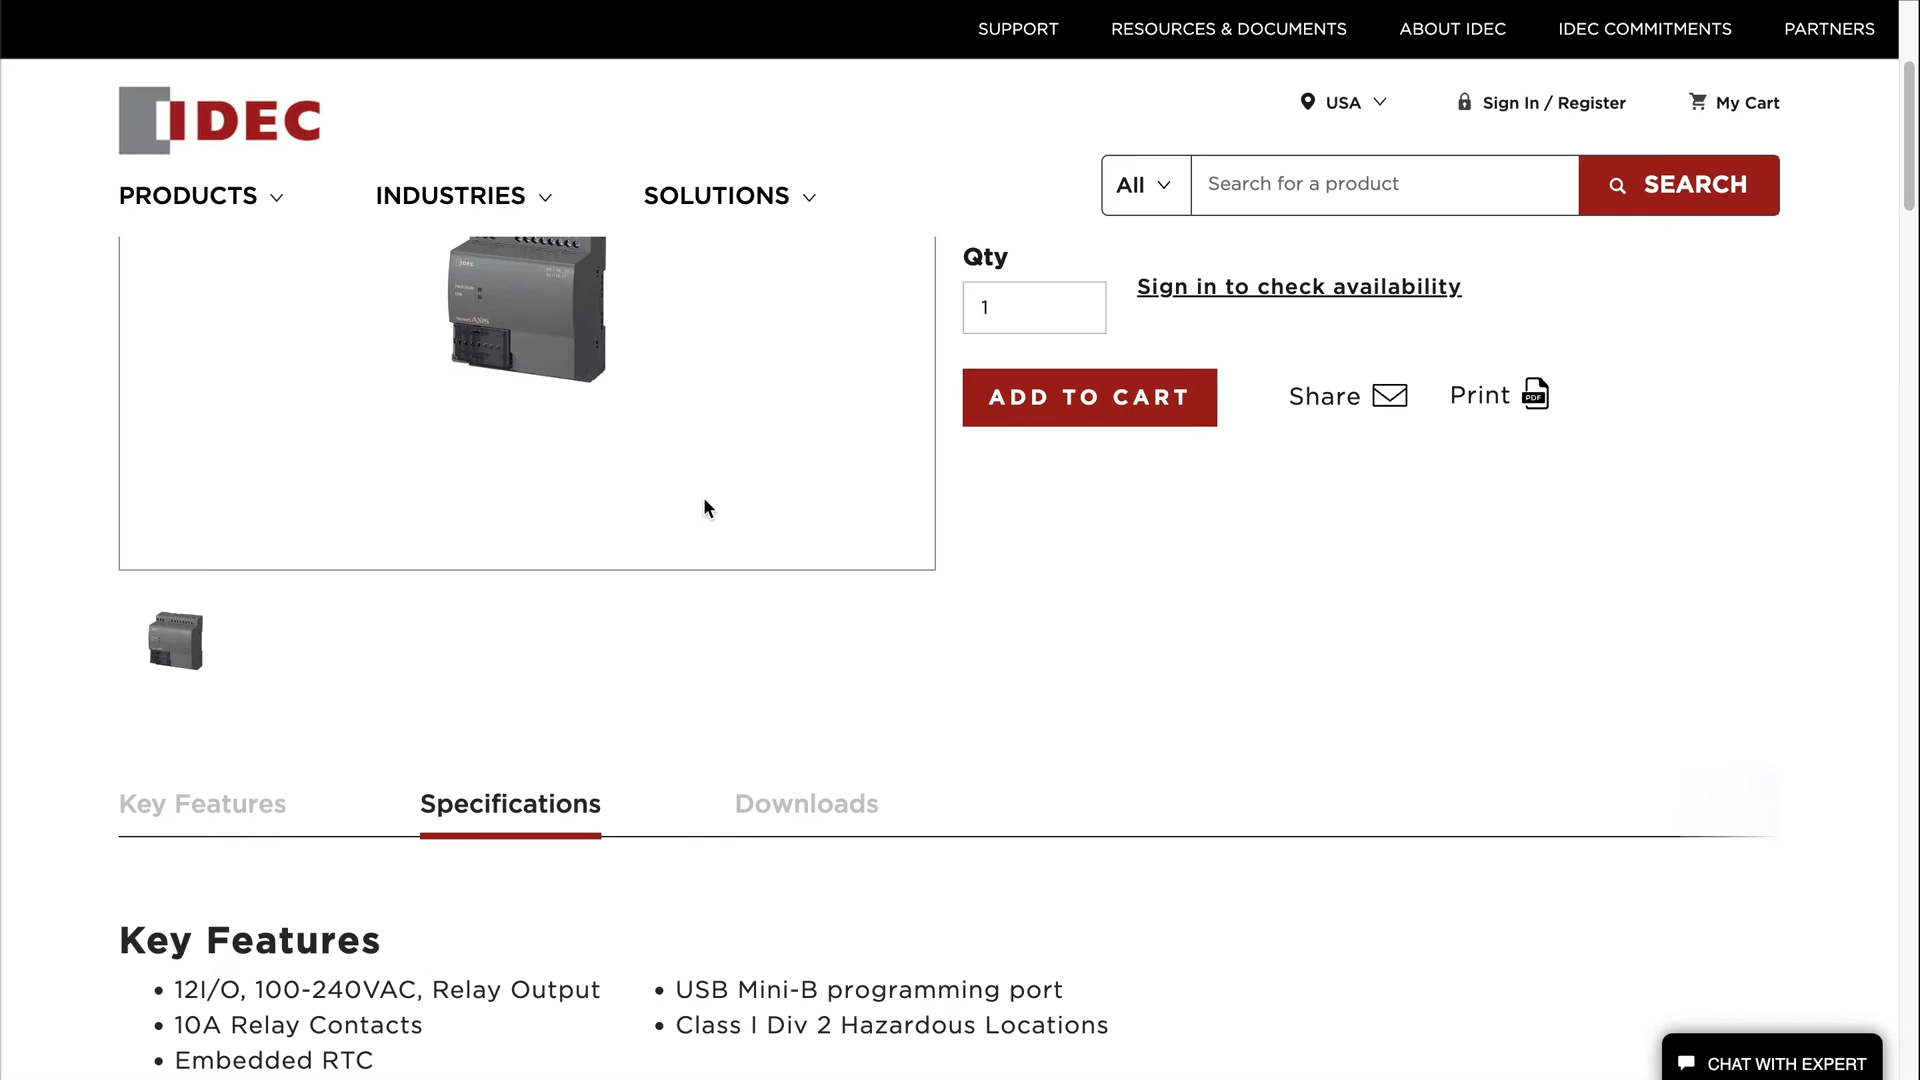 SUPPORT RESOURCES & DOCUMENTS ABOUT IDEC IDEC COMMITMENTS PARTNERS
IDEC
USA Sign In / Register My Cart
PRODUCTS INDUSTRIES SOLUTIONS
All Search for a product SEARCH
IDEC
Qty
Sign in to check availability
1
ADD TO CART Share Print PDF
Key Features Specifications Downloads
Key Features
• 12I/O, 100-240VAC, Relay Output
• 10A Relay Contacts
• Embedded RTC
• USB Mini-B programming port
• Class I Div 2 Hazardous Locations
CHAT WITH EXPERT